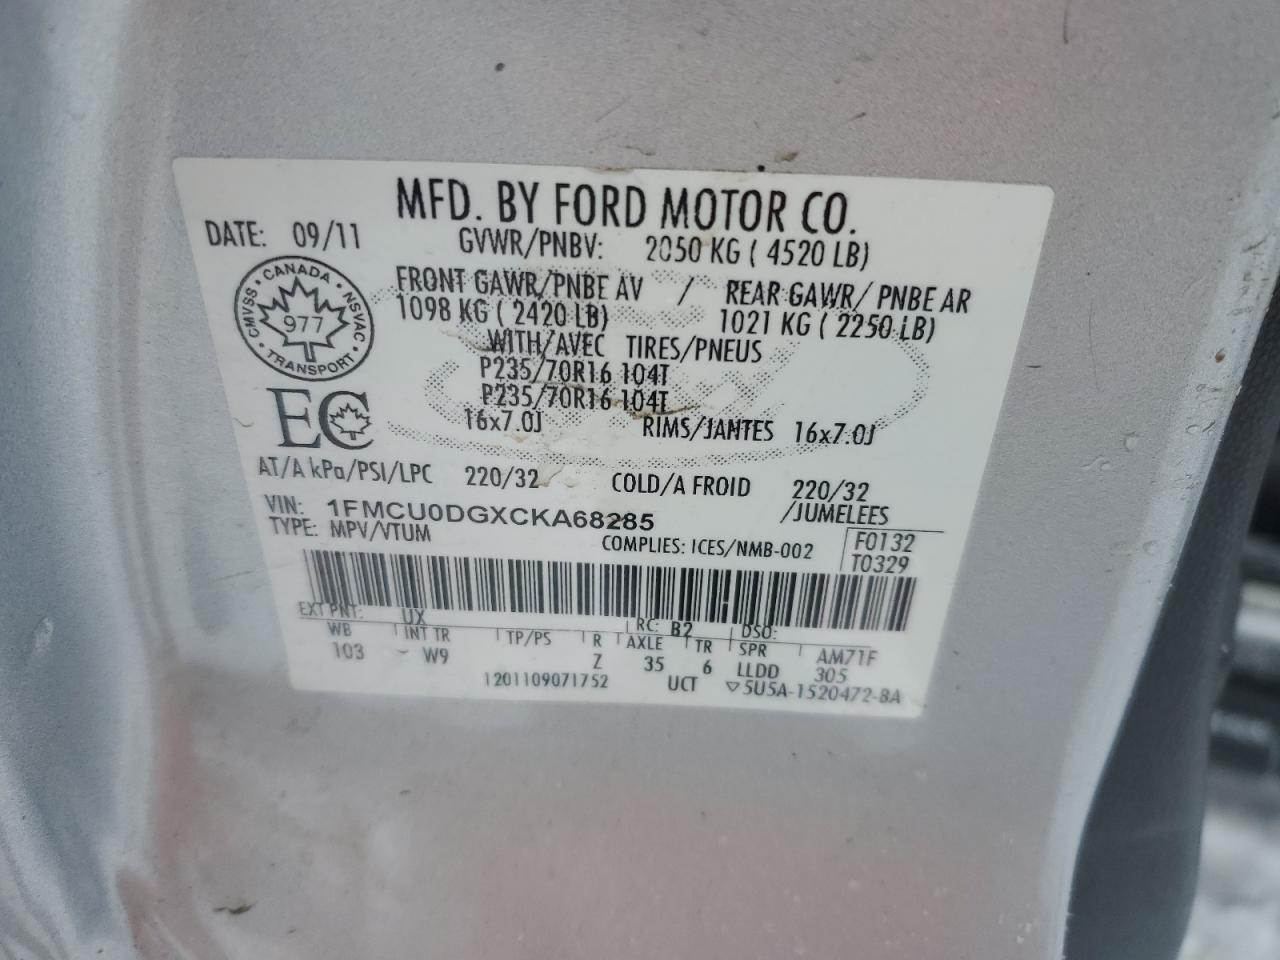 MFD. BY FORD MOTOR CO.
DATE: 09/11
GVWR/PNBV: 2050 KG ( 4520 LB)
FRONT GAWR/PNBE AV / REAR GAWR/ PNBE AR
1098 KG ( 2420 LB) 1021 KG ( 2250 LB)
CANADA
CMVSS · NSVAC
977
TRANSPORT
WITH/AVEC TIRES/PNEUS
P235/70R16 104T
P235/70R16 104T
16x7.0J RIMS/JANTES 16x7.0J
EC
AT/A kPa/PSI/LPC 220/32 COLD/A FROID 220/32
/JUMELEES
VIN: 1FMCU0DGXCKA68285
TYPE: MPV/VTUM
COMPLIES: ICES/NMB-002
F0132
T0329
EXT PNT: UX RC: B2 DSO:
WB INT TR TP/PS R AXLE TR SPR AM71F
103 W9 Z 35 6 LLDD 305
1201109071752 UCT ▽5U5A-1520472-BA